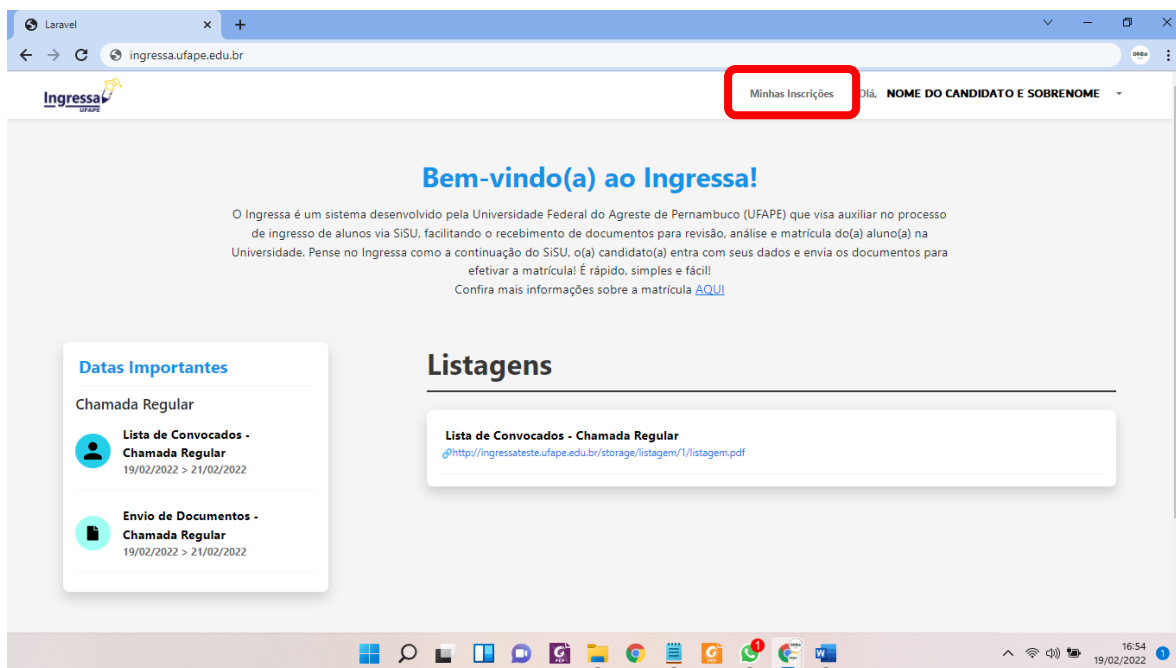 Laravel
ingressa.ufape.edu.br
Ingressa
UFAPE
Minhas Inscrições
Olá, NOME DO CANDIDATO E SOBRENOME
Bem-vindo(a) ao Ingressa!
O Ingressa é um sistema desenvolvido pela Universidade Federal do Agreste de Pernambuco (UFAPE) que visa auxiliar no processo
de ingresso de alunos via SiSU, facilitando o recebimento de documentos para revisão, análise e matrícula do(a) aluno(a) na
Universidade. Pense no Ingressa como a continuação do SiSU, o(a) candidato(a) entra com seus dados e envia os documentos para
efetivar a matrícula! É rápido, simples e fácil!
Confira mais informações sobre a matrícula AQUI
Datas Importantes
Chamada Regular
Lista de Convocados -
Chamada Regular
19/02/2022 > 21/02/2022
Envio de Documentos -
Chamada Regular
19/02/2022 > 21/02/2022
Listagens
Lista de Convocados - Chamada Regular
http://ingressateste.ufape.edu.br/storage/listagem/1/listagem.pdf
16:54
19/02/2022
1